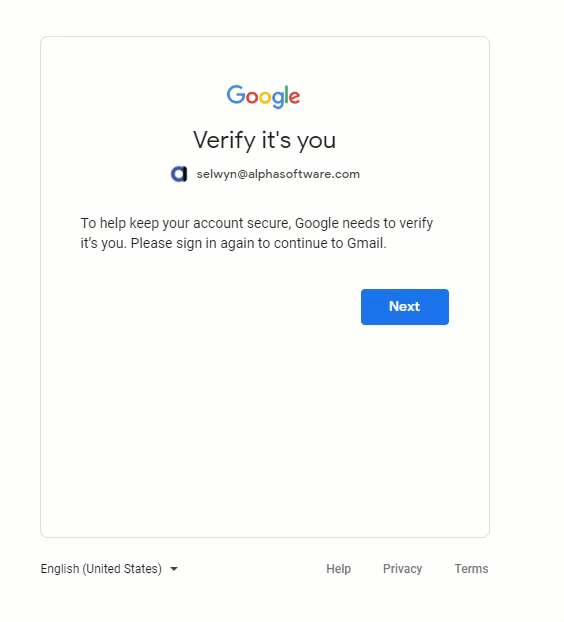 Google
Verify it's you
selwyn@alphasoftware.com
To help keep your account secure, Google needs to verify
it's you. Please sign in again to continue to Gmail.
Next
English (United States)
Help Privacy Terms